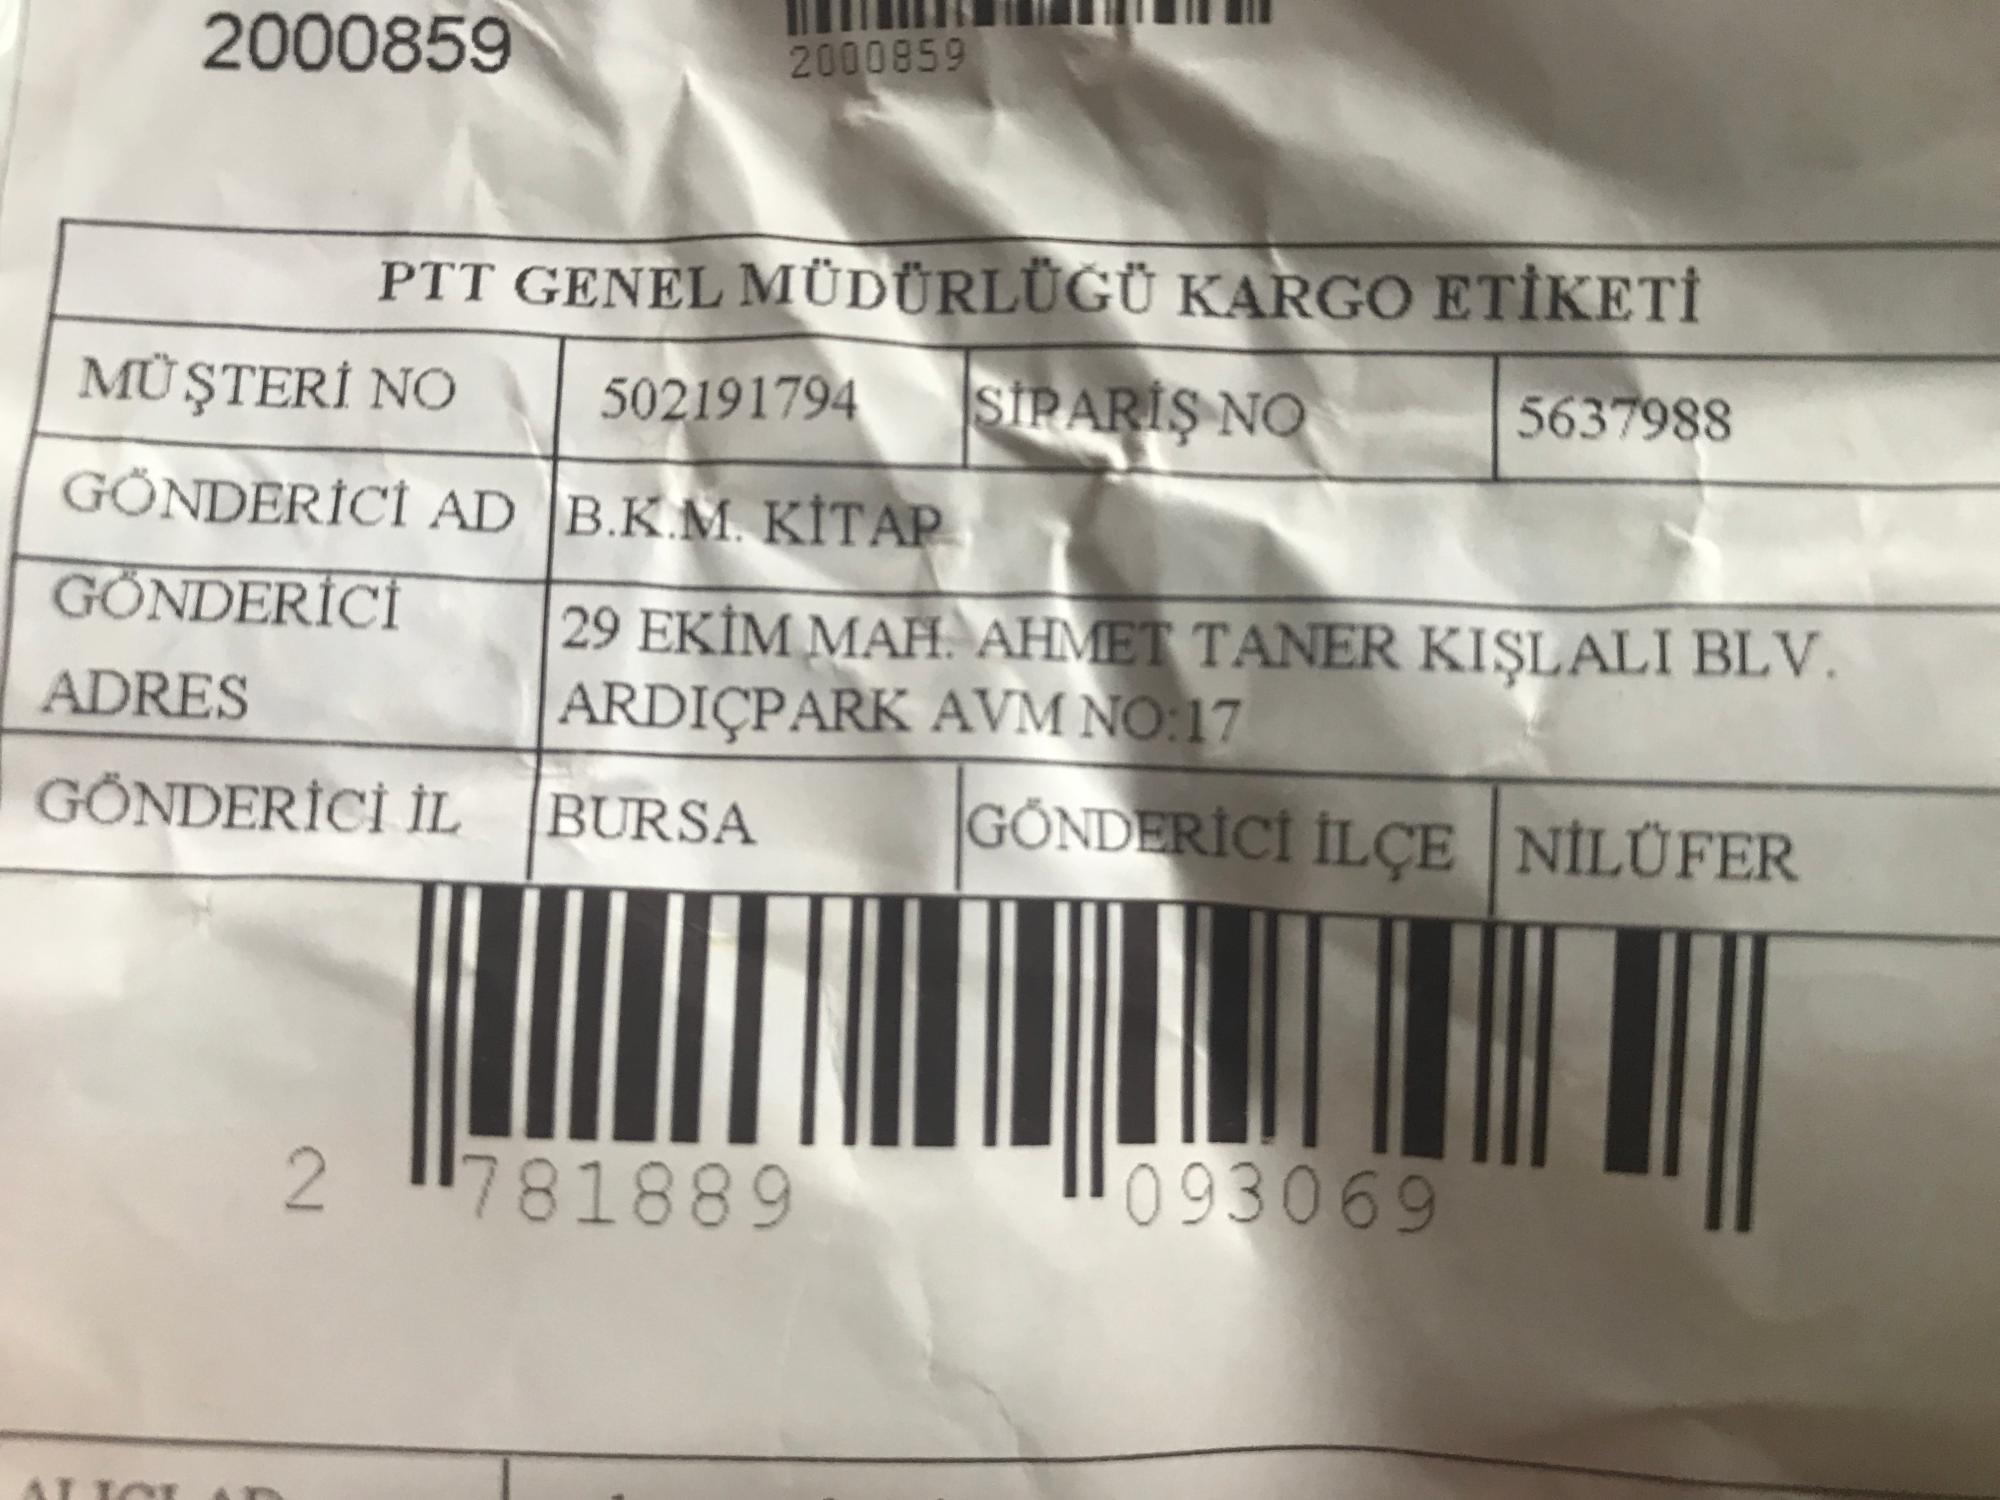 2000859
2000859
PTT GENEL MÜDÜRLÜĞÜ KARGO ETİKETİ
MÜŞTERİ NO 502191794 SİPARİŞ NO 5637988
GÖNDERİCİ AD B.K.M. KİTAP
GÖNDERİCİ ADRES
29 EKİM MAH. AHMET TANER KIŞLALI BLV.
ARDIÇPARK AVM NO:17
GÖNDERİCİ İL BURSA GÖNDERİCİ İLÇE NİLÜFER
2 781889 093069
ALICI AD